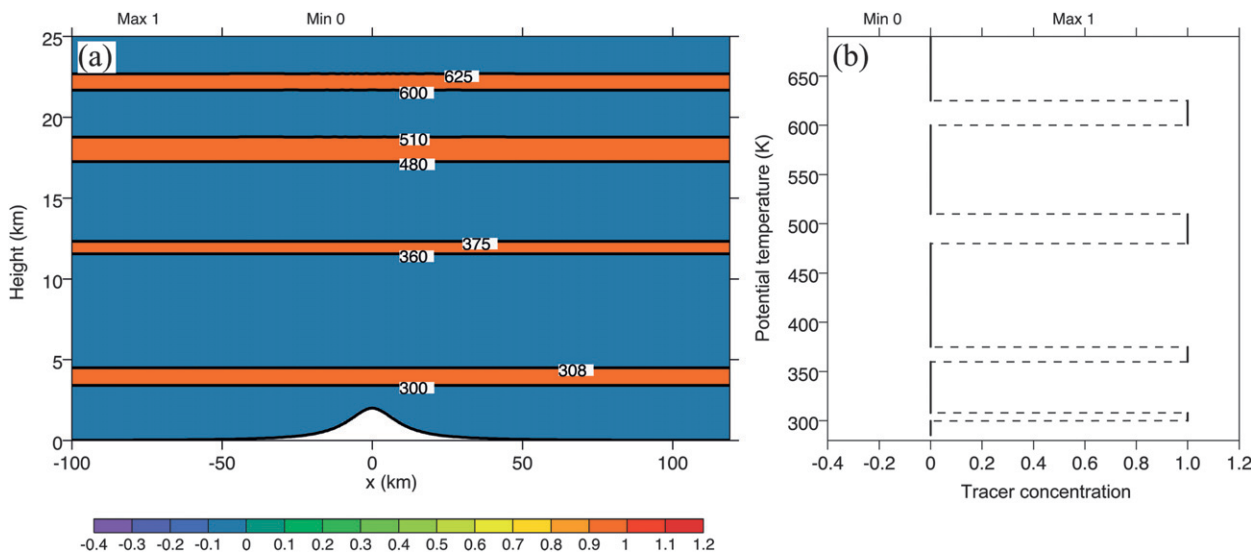 Max 1 Min 0
(a)
25
20
15
10
5
0
Height (km)
625
600
510
480
375
360
308
300
-100 -50 0 50 100
x (km)
-0.4 -0.3 -0.2 -0.1 0 0.1 0.2 0.3 0.4 0.5 0.6 0.7 0.8 0.9 1 1.1 1.2
Min 0 Max 1
(b)
650
600
550
500
450
400
350
300
Potential temperature (K)
-0.4 -0.2 0 0.2 0.4 0.6 0.8 1.0 1.2
Tracer concentration